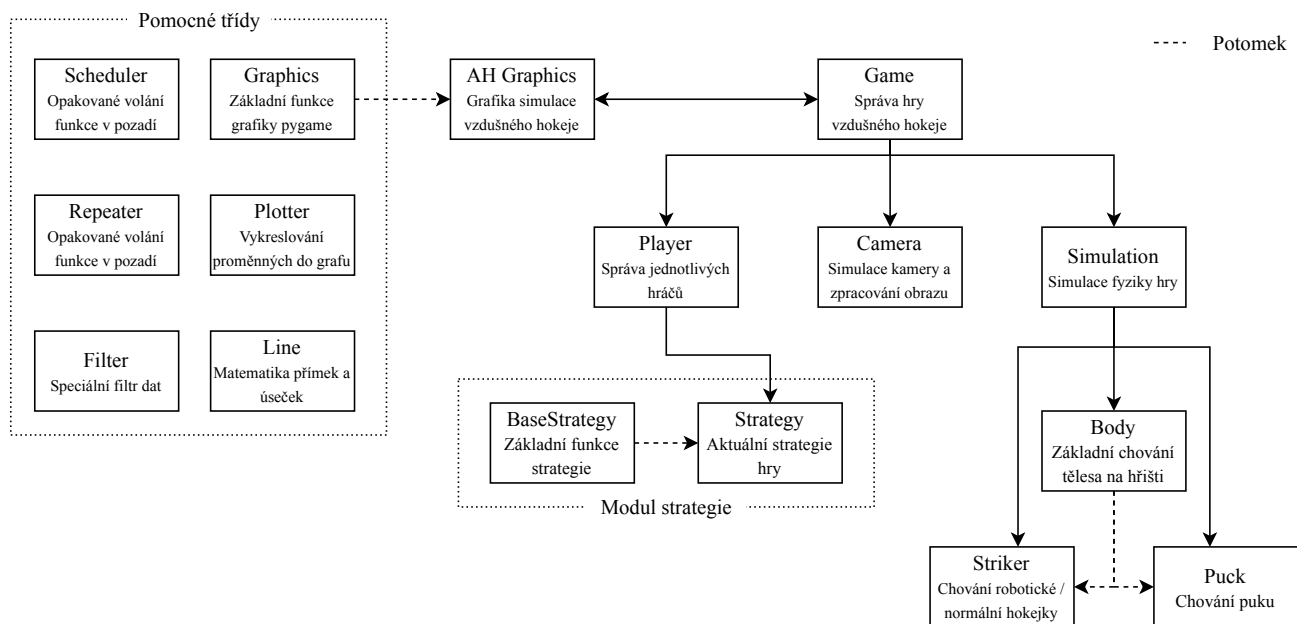 Pomocné třídy
Potomek
Scheduler
Opakované volání
funkce v pozadí
Graphics
Základní funkce
grafiky pygame
AH Graphics
Grafika simulace
vzdušného hokeje
Game
Správa hry
vzdušného hokeje
Repeater
Opakované volání
funkce v pozadí
Plotter
Vykreslování
proměnných do grafu
Player
Správa jednotlivých
hráčů
Camera
Simulace kamery a
zpracování obrazu
Simulation
Simulace fyziky hry
Filter
Speciální filtr dat
Line
Matematika přímek a
úseček
BaseStrategy
Základní funkce
strategie
Strategy
Aktuální strategie
hry
Modul strategie
Body
Základní chování
tělesa na hřišti
Striker
Chování robotické /
normální hokejky
Puck
Chování puku